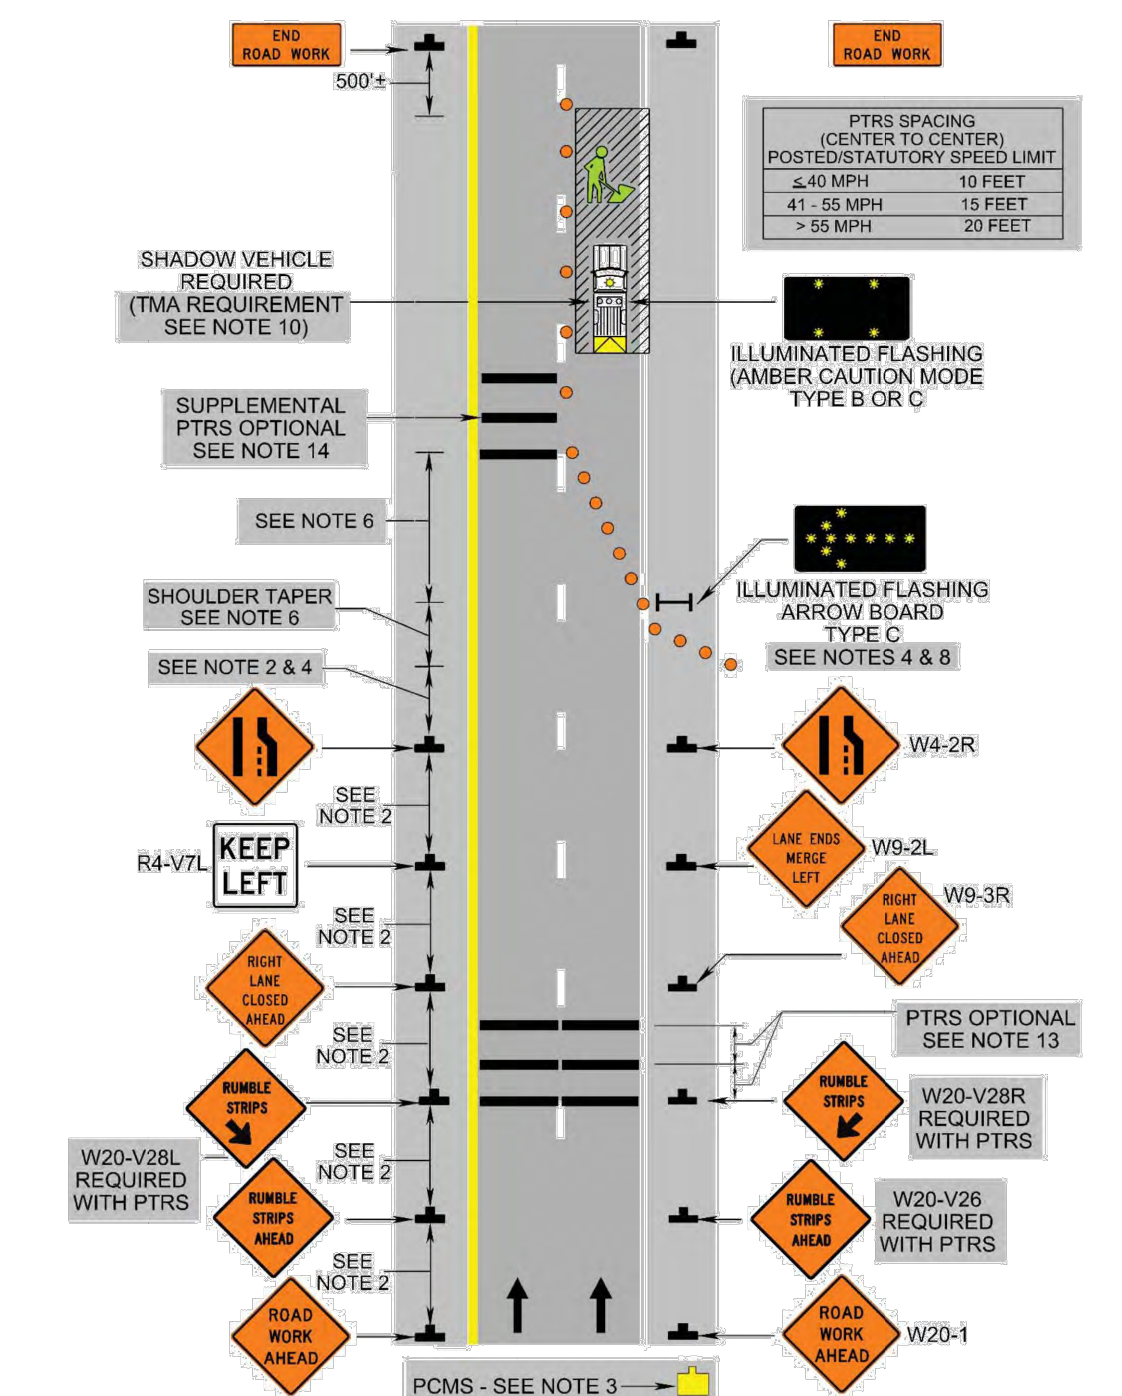 END
ROAD WORK
END
ROAD WORK
500'±
PTRS SPACING
(CENTER TO CENTER)
POSTED/STATUTORY SPEED LIMIT
≤40 MPH 10 FEET
41 - 55 MPH 15 FEET
> 55 MPH 20 FEET
SHADOW VEHICLE
REQUIRED
(TMA REQUIREMENT
SEE NOTE 10)
ILLUMINATED FLASHING
(AMBER CAUTION MODE
TYPE B OR C
SUPPLEMENTAL
PTRS OPTIONAL
SEE NOTE 14
SEE NOTE 6
ILLUMINATED FLASHING
ARROW BOARD
TYPE C
SEE NOTES 4 & 8
SHOULDER TAPER
SEE NOTE 6
SEE NOTE 2 & 4
W4-2R
SEE
NOTE 2
R4-V7L
KEEP
LEFT
LANE ENDS
MERGE
LEFT
W9-2L
SEE
NOTE 2
RIGHT
LANE
CLOSED
AHEAD
W9-3R
RIGHT
LANE
CLOSED
AHEAD
SEE
NOTE 2
PTRS OPTIONAL
SEE NOTE 13
RUMBLE
STRIPS
RUMBLE
STRIPS
W20-V28R
REQUIRED
WITH PTRS
W20-V28L
REQUIRED
WITH PTRS
SEE
NOTE 2
RUMBLE
STRIPS
AHEAD
RUMBLE
STRIPS
AHEAD
W20-V26
REQUIRED
WITH PTRS
SEE
NOTE 2
ROAD
WORK
AHEAD
ROAD
WORK
AHEAD
W20-1
PCMS - SEE NOTE 3